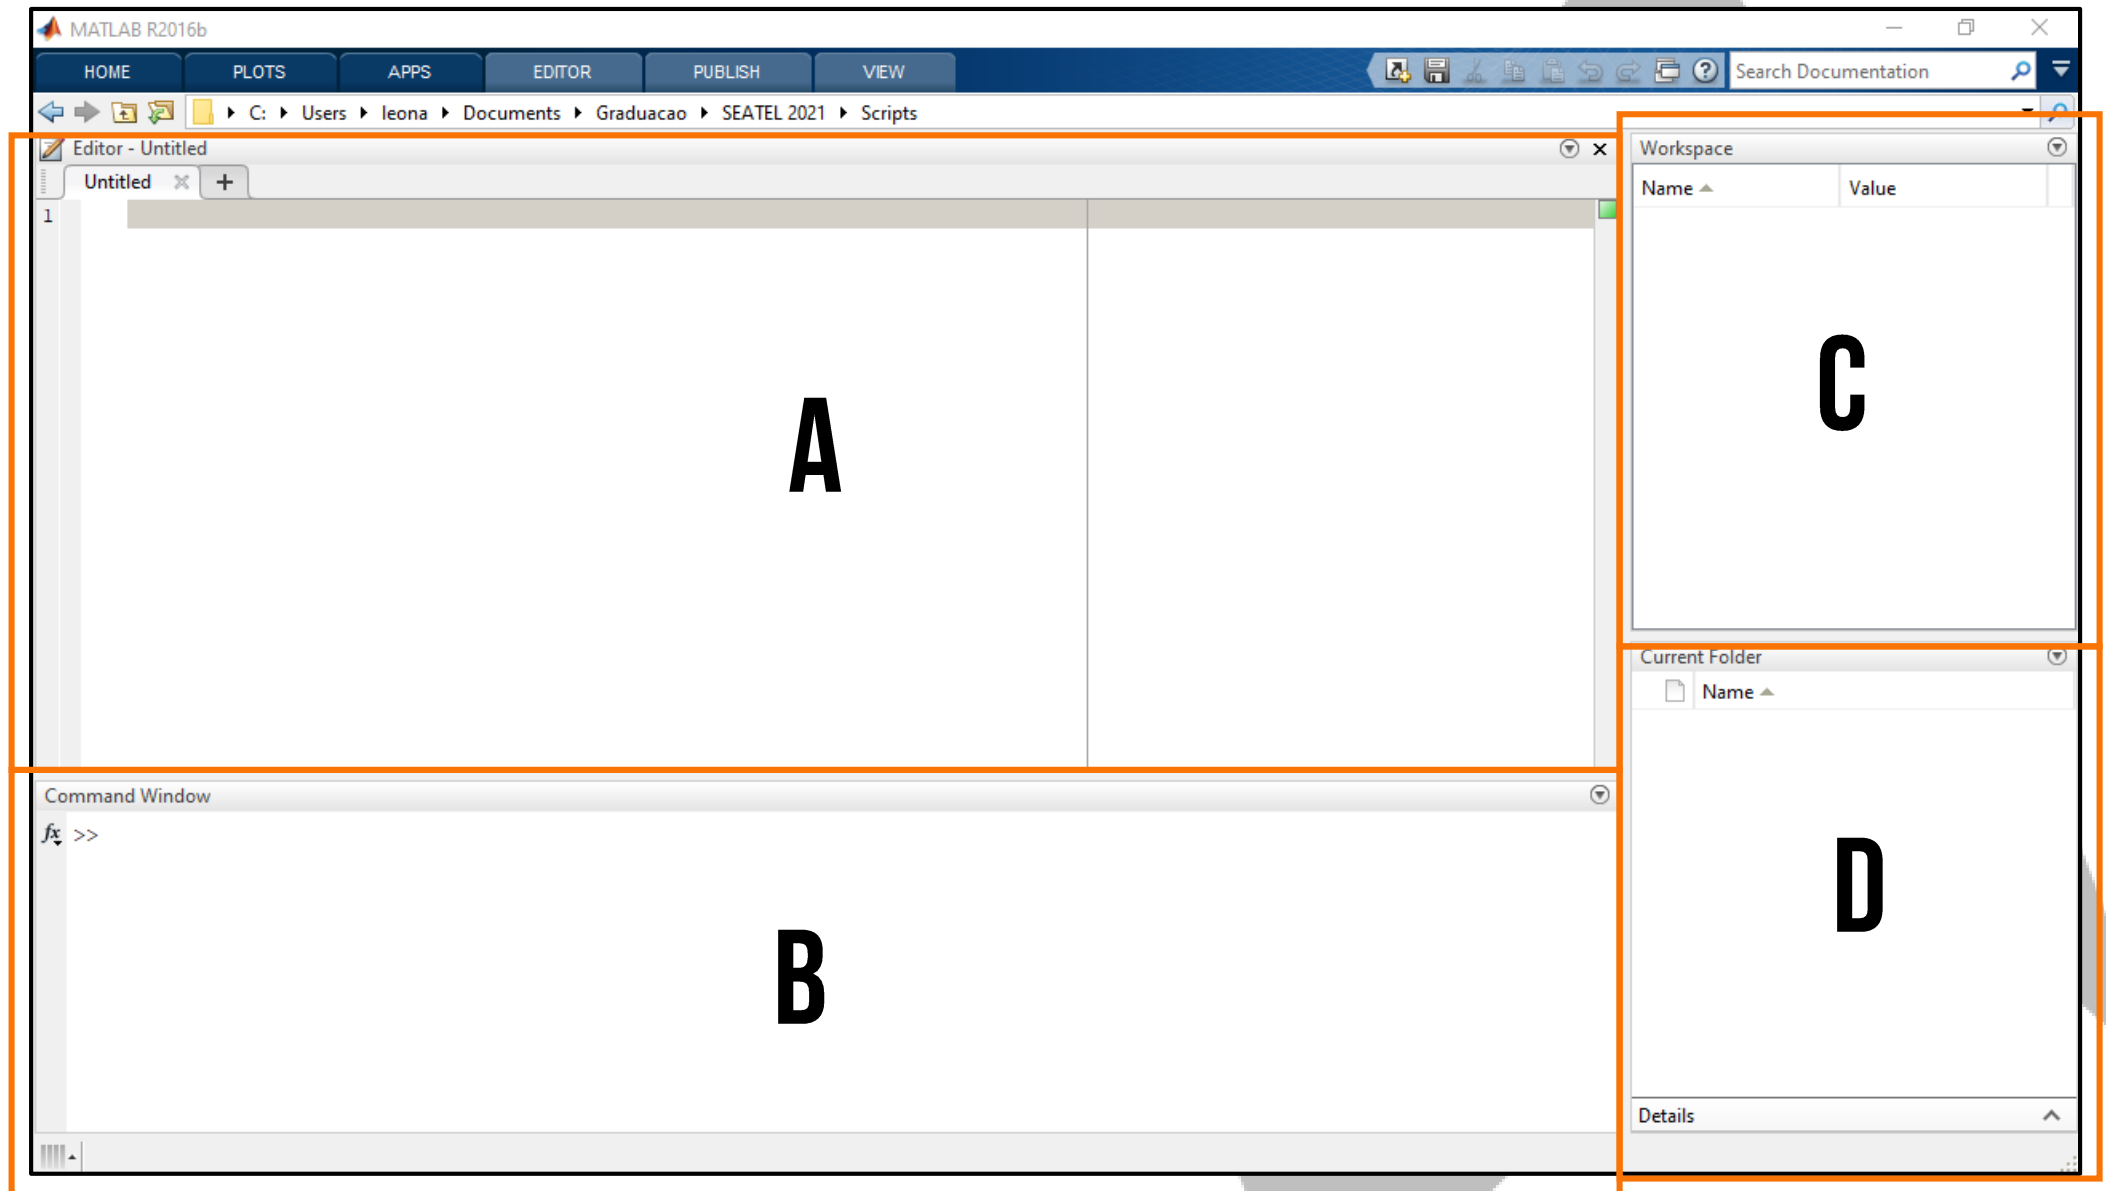 MATLAB R2016b
HOME PLOTS APPS EDITOR PUBLISH VIEW Search Documentation
C: Users leona Documents Graduacao SEATEL 2021 Scripts
Editor - Untitled
Untitled
1
A
Command Window
fx >>
B
Workspace
Name Value
C
Current Folder
Name
D
Details